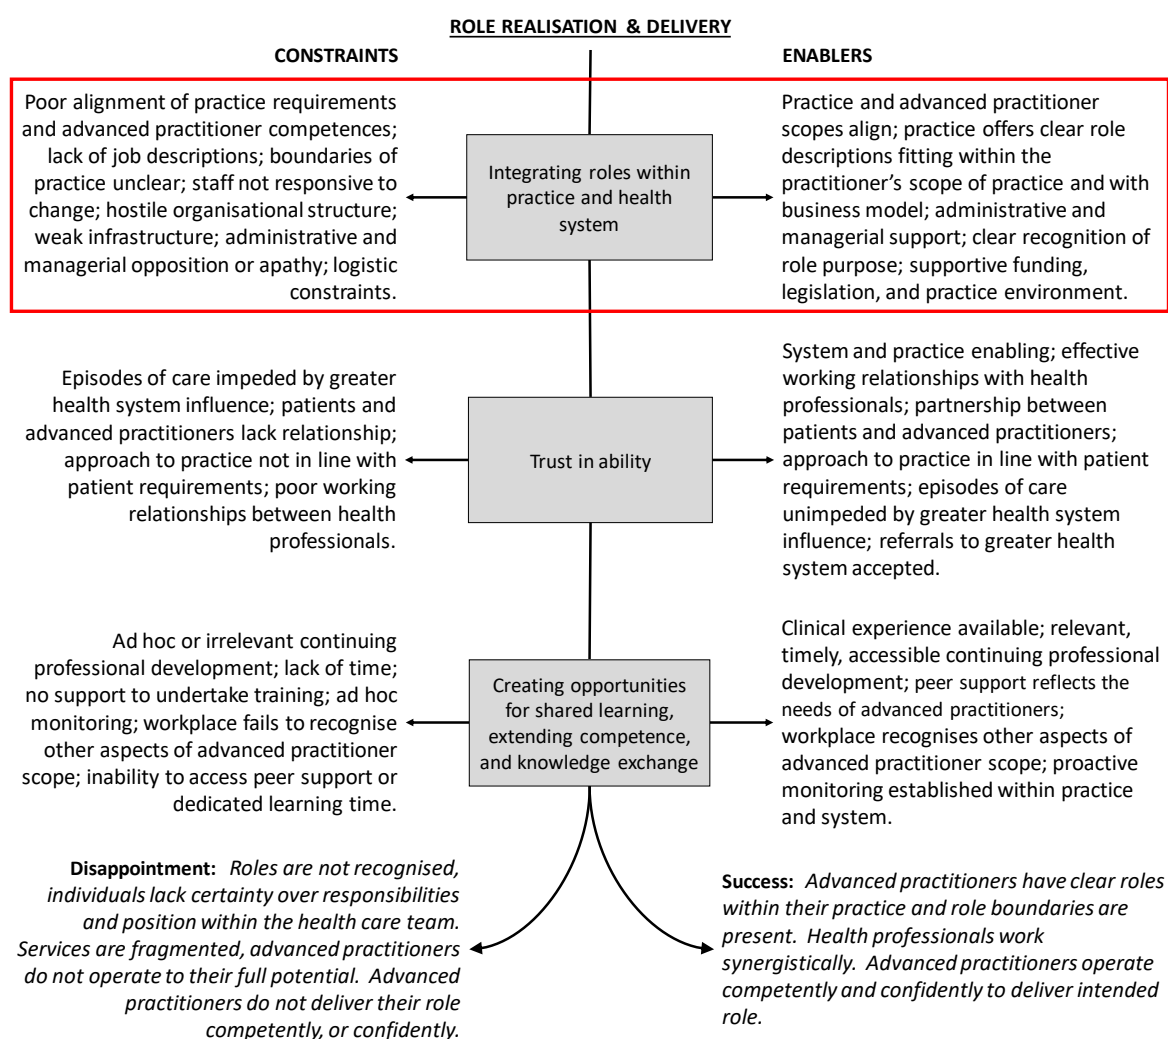 ROLE REALISATION & DELIVERY
CONSTRAINTS
ENABLERS
Poor alignment of practice requirements
and advanced practitioner competences;
lack of job descriptions; boundaries of
practice unclear; staff not responsive to
change; hostile organisational structure;
weak infrastructure; administrative and
managerial opposition or apathy; logistic
constraints.
Integrating roles within
practice and health
system
Practice and advanced practitioner
scopes align; practice offers clear role
descriptions fitting within the
practitioner’s scope of practice and with
business model; administrative and
managerial support; clear recognition of
role purpose; supportive funding,
legislation, and practice environment.
Episodes of care impeded by greater
health system influence; patients and
advanced practitioners lack relationship;
approach to practice not in line with
patient requirements; poor working
relationships between health
professionals.
Trust in ability
System and practice enabling; effective
working relationships with health
professionals; partnership between
patients and advanced practitioners;
approach to practice in line with patient
requirements; episodes of care
unimpeded by greater health system
influence; referrals to greater health
system accepted.
Ad hoc or irrelevant continuing
professional development; lack of time;
no support to undertake training; ad hoc
monitoring; workplace fails to recognise
other aspects of advanced practitioner
scope; inability to access peer support or
dedicated learning time.
Creating opportunities
for shared learning,
extending competence,
and knowledge exchange
Clinical experience available; relevant,
timely, accessible continuing professional
development; peer support reflects the
needs of advanced practitioners;
workplace recognises other aspects of
advanced practitioner scope; proactive
monitoring established within practice
and system.
Disappointment: Roles are not recognised,
individuals lack certainty over responsibilities
and position within the health care team.
Services are fragmented, advanced practitioners
do not operate to their full potential. Advanced
practitioners do not deliver their role
competently, or confidently.
Success: Advanced practitioners have clear roles
within their practice and role boundaries are
present. Health professionals work
synergistically. Advanced practitioners operate
competently and confidently to deliver intended
role.